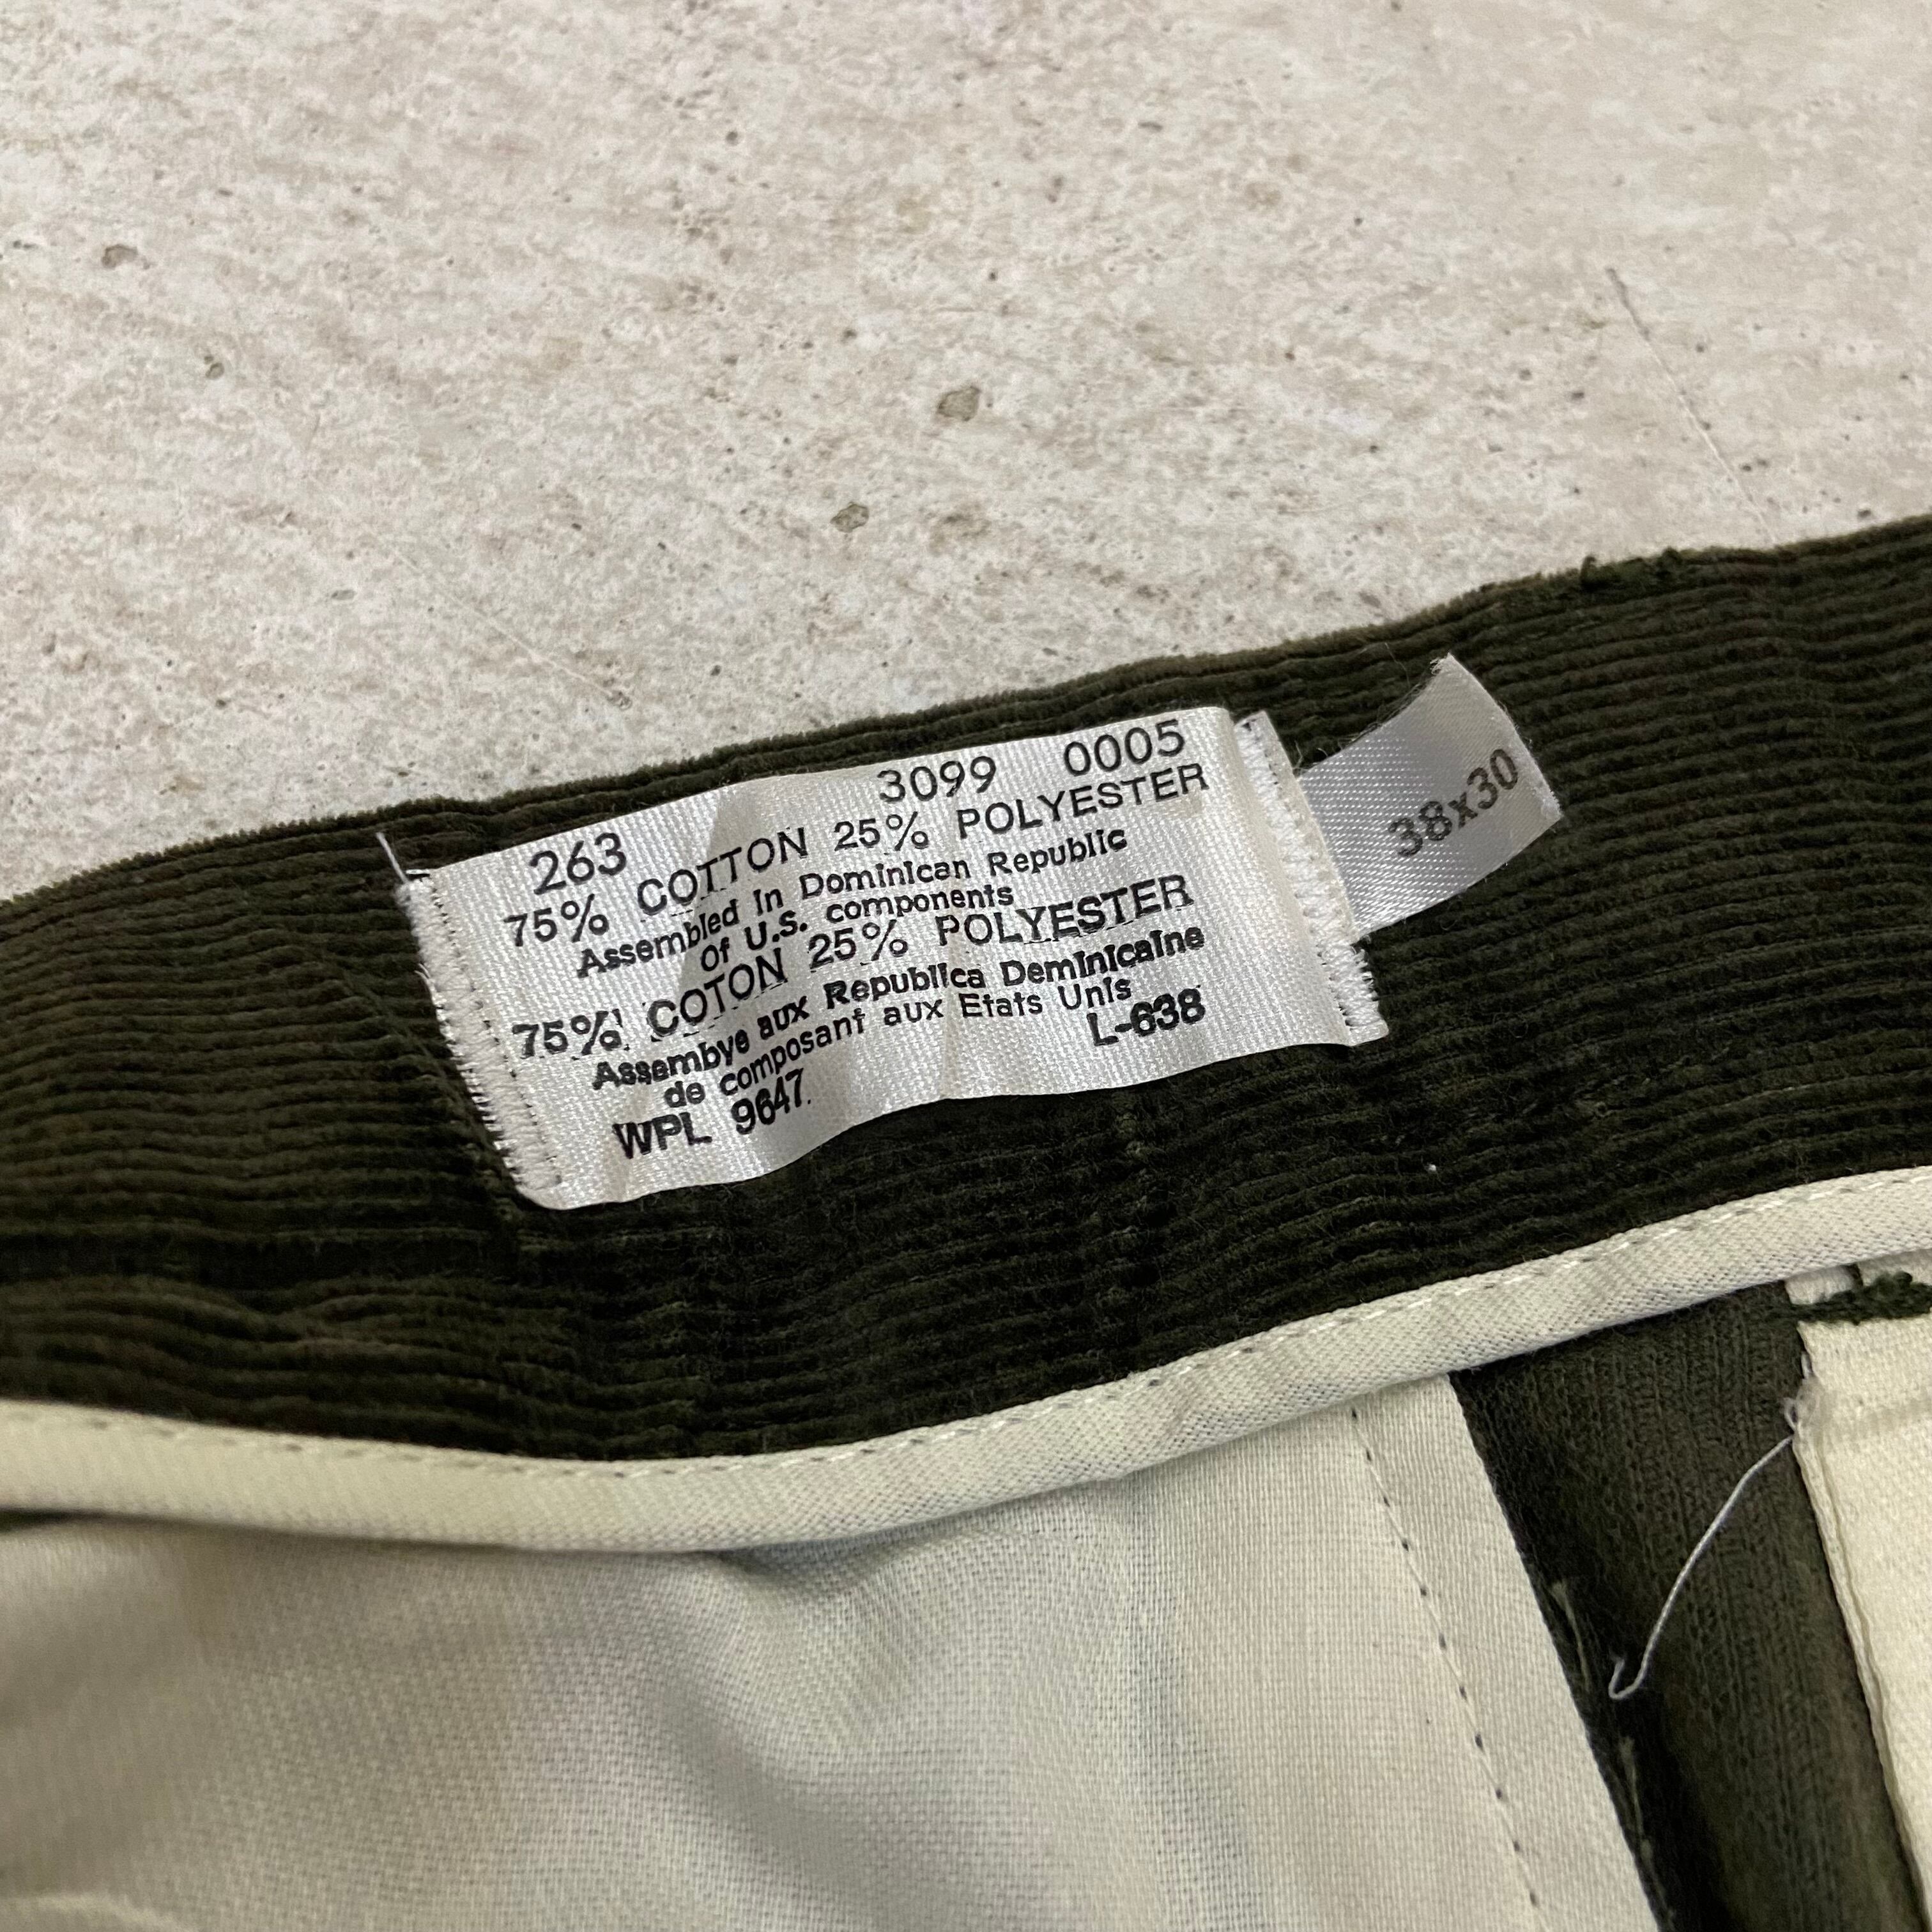 263 3099 0005
75% COTTON 25% POLYESTER
Assembled in Dominican Republic
of U.S. components
75% COTON 25% POLYESTER
Assembye aux Republica Deminicaine
de composant aux Etats Unis
L-638
WPL 9647
38x30